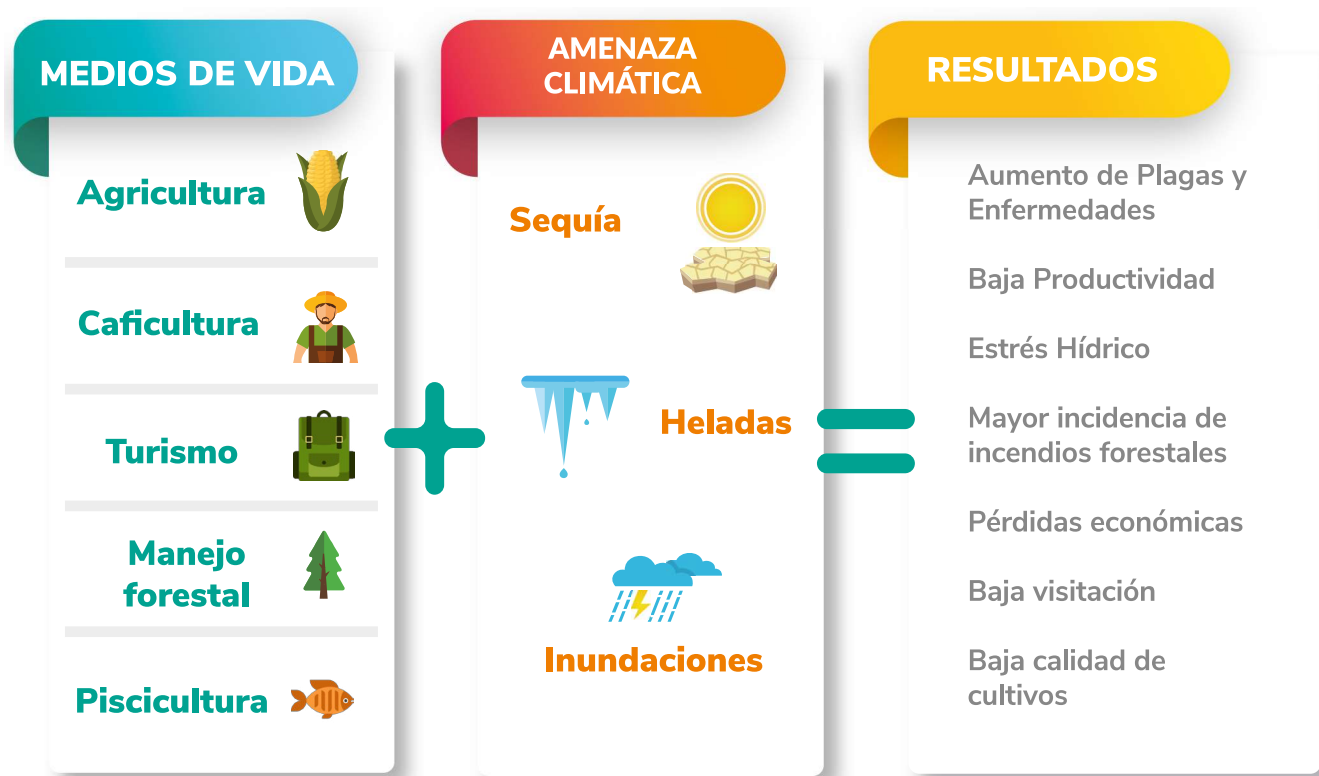 MEDIOS DE VIDA
Agricultura
Caficultura
Turismo
Manejo
forestal
Piscicultura
AMENAZA
CLIMÁTICA
Sequía
Heladas
Inundaciones
RESULTADOS
Aumento de Plagas y
Enfermedades
Baja Productividad
Estrés Hídrico
Mayor incidencia de
incendios forestales
Pérdidas económicas
Baja visitación
Baja calidad de
cultivos